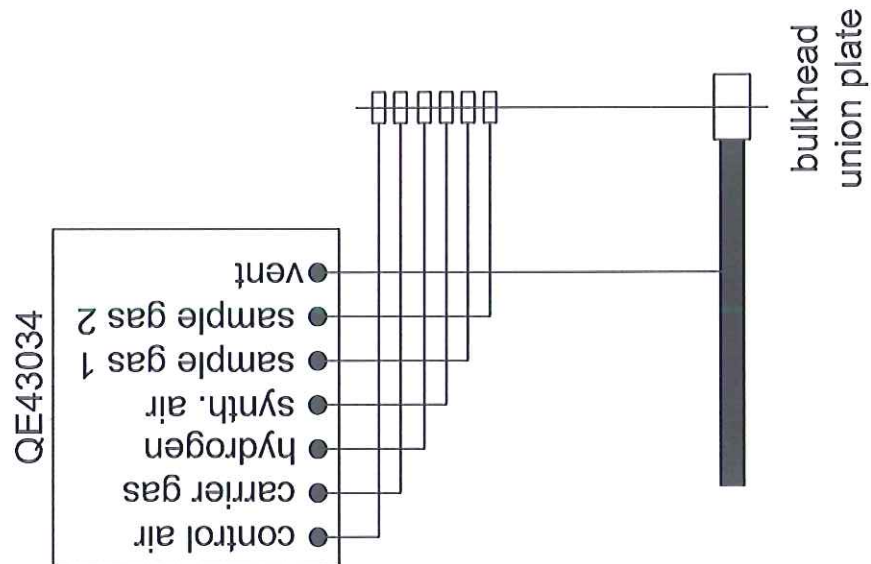 QE43034
vent
sample gas 2
sample gas 1
synth. air
hydrogen
carrier gas
control air
bulkhead
union plate